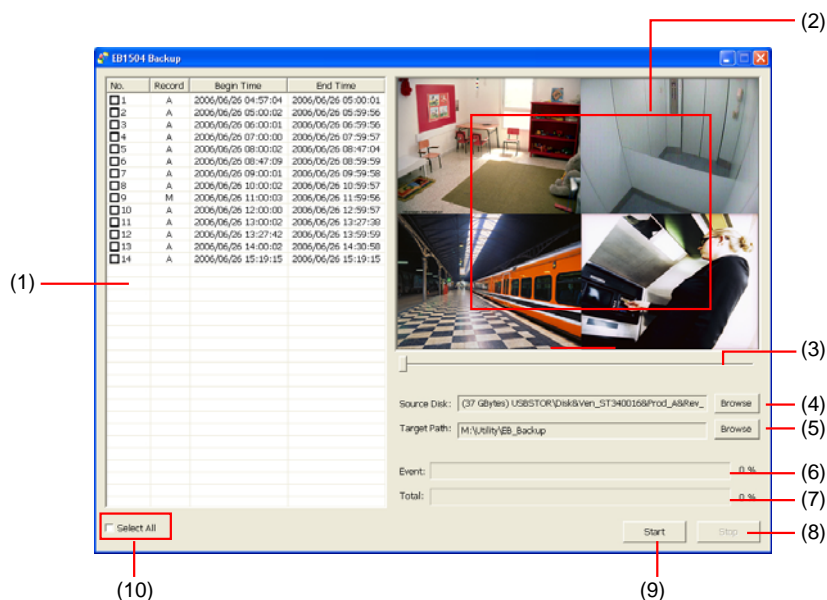 (2)
EB1504 Backup
No. Record Begin Time End Time
1 A 2006/06/26 04:57:04 2006/06/26 05:00:01
2 A 2006/06/26 05:00:02 2006/06/26 05:59:56
3 A 2006/06/26 06:00:01 2006/06/26 06:59:56
4 A 2006/06/26 07:00:00 2006/06/26 07:59:57
5 A 2006/06/26 08:00:02 2006/06/26 08:47:04
6 A 2006/06/26 08:47:09 2006/06/26 08:59:59
7 A 2006/06/26 09:00:01 2006/06/26 09:59:58
8 A 2006/06/26 10:00:02 2006/06/26 10:59:57
9 M 2006/06/26 11:00:03 2006/06/26 11:59:56
10 A 2006/06/26 12:00:00 2006/06/26 12:59:57
11 A 2006/06/26 13:00:02 2006/06/26 13:27:38
12 A 2006/06/26 13:27:42 2006/06/26 13:59:59
13 A 2006/06/26 14:00:02 2006/06/26 14:30:58
14 A 2006/06/26 15:19:15 2006/06/26 15:19:15
(1)
(3)
Source Disk: (37 GBytes) USBSTOR\Disk&Ven_ST340016&Prod_A&Rev_ Browse (4)
Target Path: M:\Utility\EB_Backup Browse (5)
Event: 0 % (6)
Total: 0 % (7)
Select All Start Stop (8)
(10) (9)